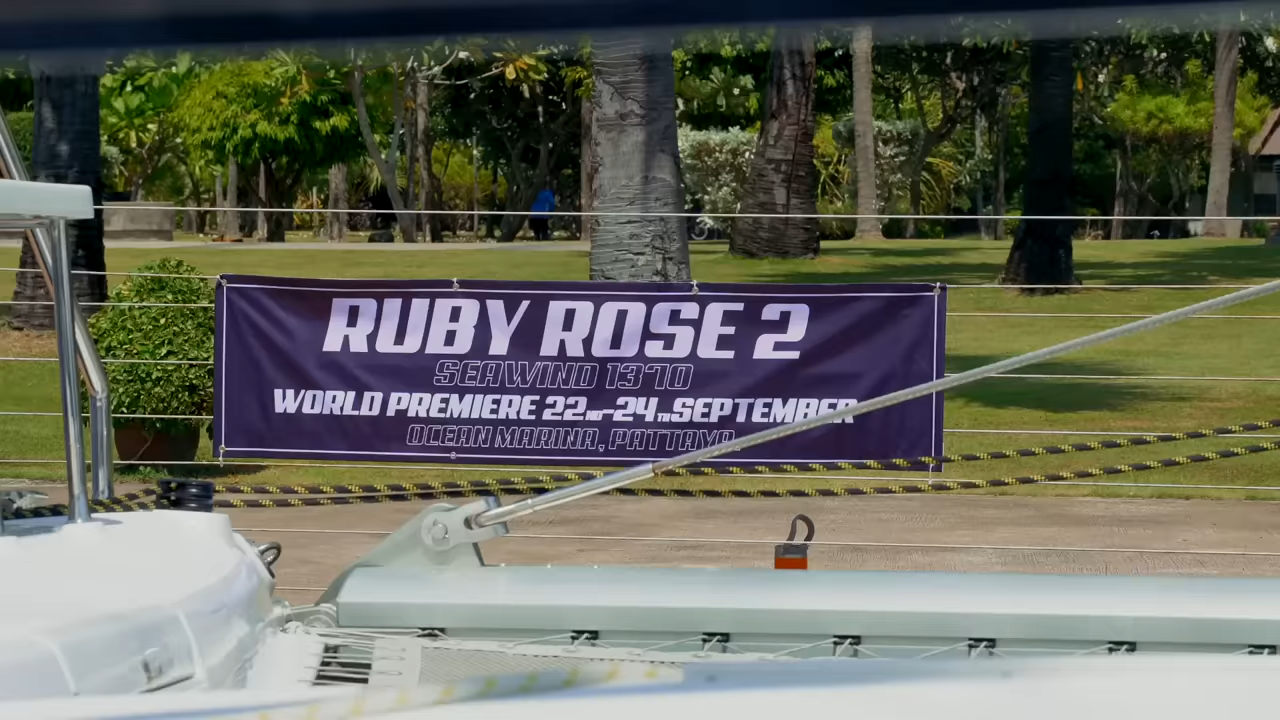 RUBY ROSE 2
SEAWIND 1370
WORLD PREMIERE 22ND-24TH SEPTEMBER
OCEAN MARINA, PATTAYA